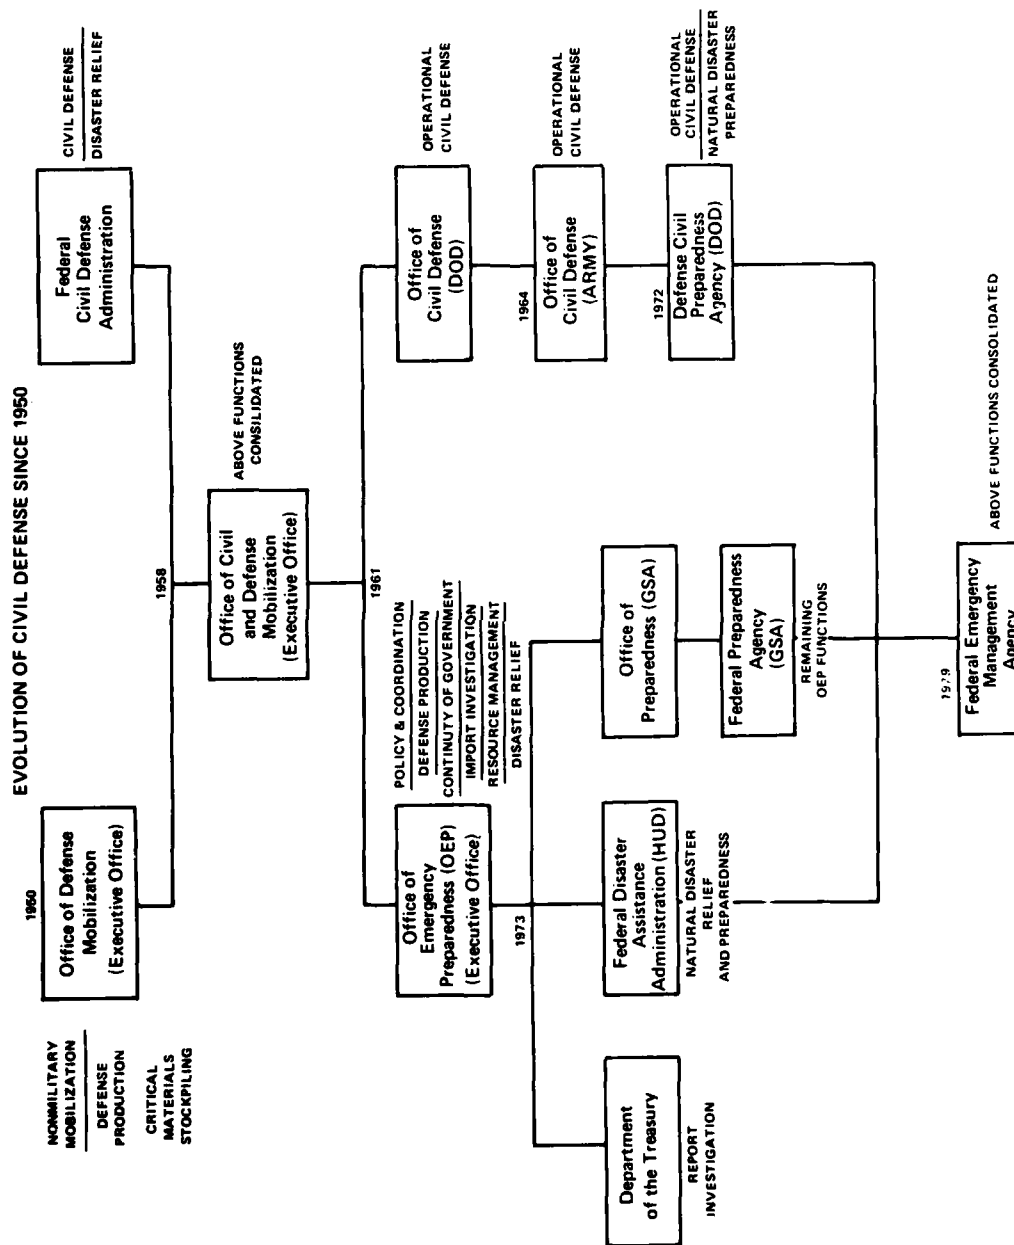 EVOLUTION OF CIVIL DEFENSE SINCE 1950
NONMILITARY
MOBILIZATION
DEFENSE
PRODUCTION
CRITICAL
MATERIALS
STOCKPILING
1950
Office of Defense
Mobilization
(Executive Office)
Federal
Civil Defense
Administration
CIVIL DEFENSE
DISASTER RELIEF
1958
Office of Civil
and Defense
Mobilization
(Executive Office)
ABOVE FUNCTIONS
CONSILIDATED
1961
Office of
Emergency
Preparedness (OEP)
(Executive Office)
POLICY & COORDINATION
DEFENSE PRODUCTION
CONTINUTY OF GOVERNMENT
IMPORT INVESTIGATION
RESOURCE MANAGEMENT
DISASTER RELIEF
Office of
Civil Defense
(DOD)
OPERATIONAL
CIVIL DEFENSE
1964
Office of
Civil Defense
(ARMY)
OPERATIONAL
CIVIL DEFENSE
1972
Defense Civil
Preparedness
Agency (DOD)
OPERATIONAL
CIVIL DEFENSE
NATURAL DISASTER
PREPAREDNESS
1973
Department
of the Treasury
REPORT
INVESTIGATION
Federal Disaster
Assistance
Administration (HUD)
NATURAL DISASTER
RELIEF
AND PREPAREDNESS
Office of
Preparedness (GSA)
Federal Preparedness
Agency
(GSA)
REMAINING
OEP FUNCTIONS
1979
Federal Emergency
Management
Agency
ABOVE FUNCTIONS CONSOLIDATED